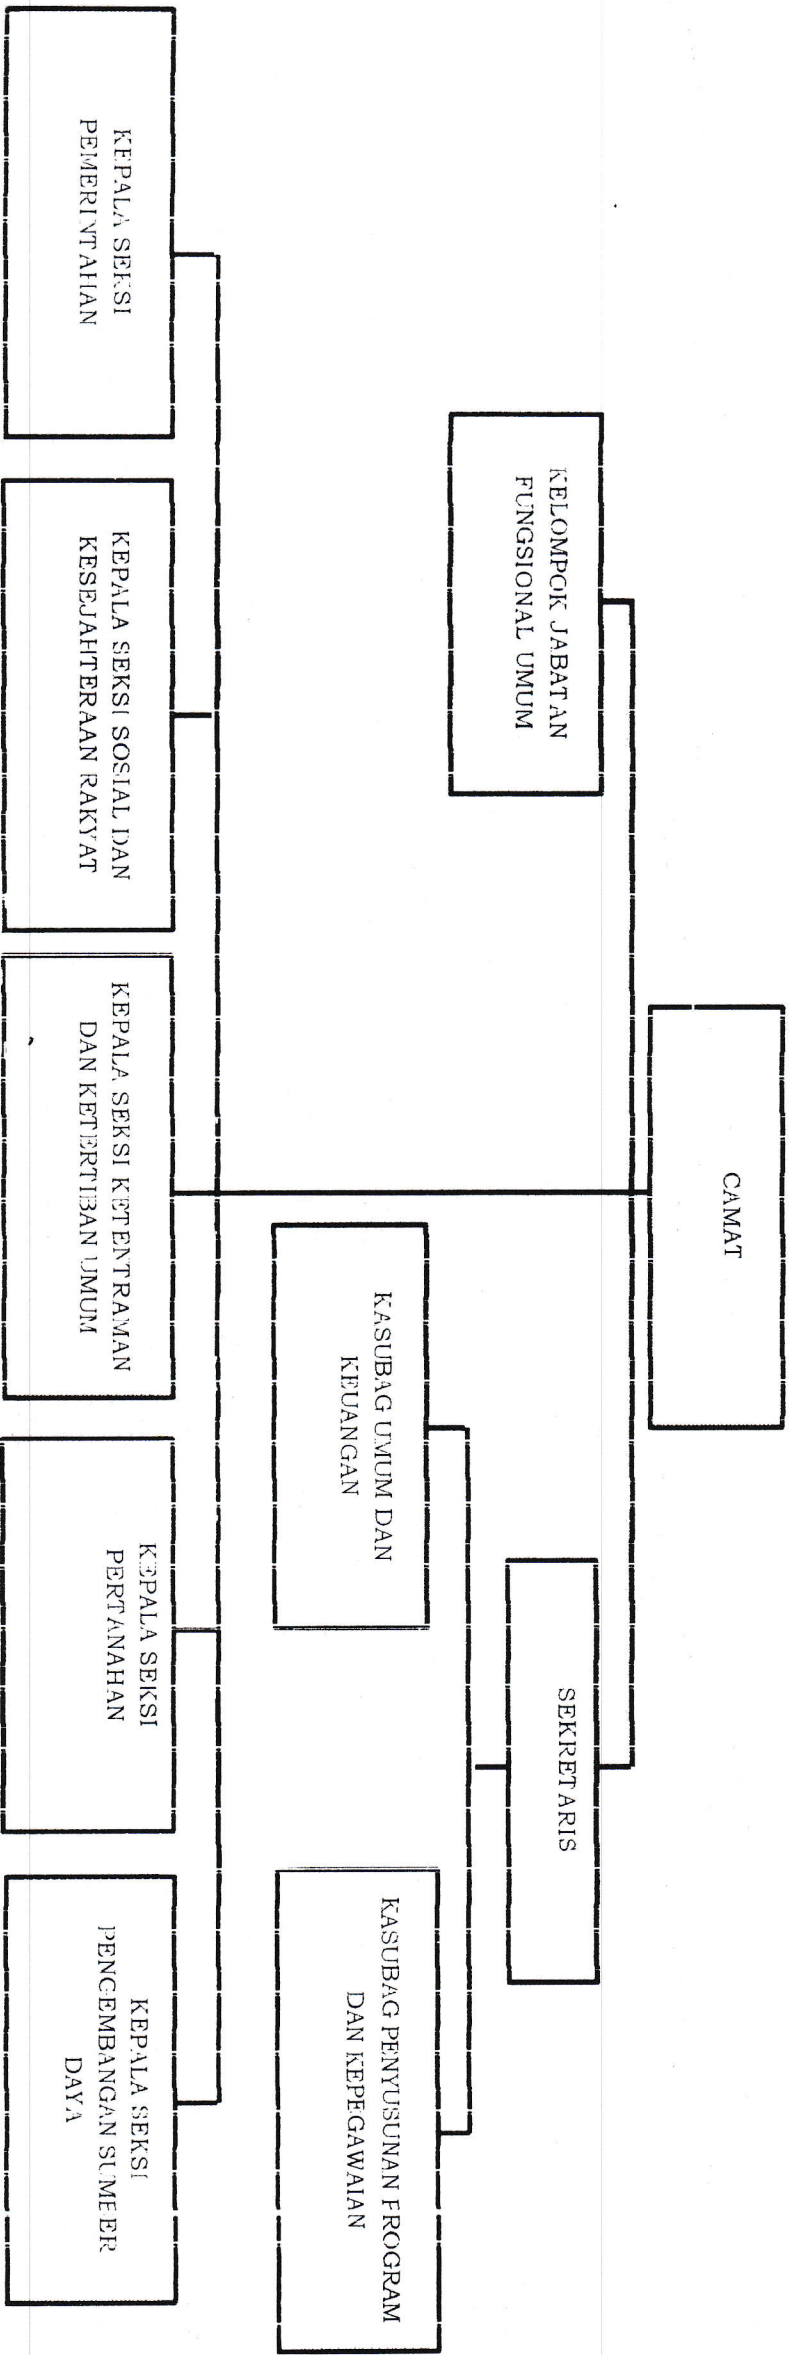 CAMAT
KELOMPOK JABATAN
FUNGSIONAL UMUM
SEKRETARIS
KASUBAG UMUM DAN
KEUANGAN
KASUBAG PENYUSUNAN PROGRAM
DAN KEPEGAWAIAN
KEPALA SEKSI
PEMERINTAHAN
KEPALA SEKSI SOSIAL DAN
KESEJAHTERAAN RAKYAT
KEPALA SEKSI KETENTRAMAN
DAN KETERTIBAN UMUM
KEPALA SEKSI
PERTANAHAN
KEPALA SEKSI
PENGEMBANGAN SUMBER
DAYA